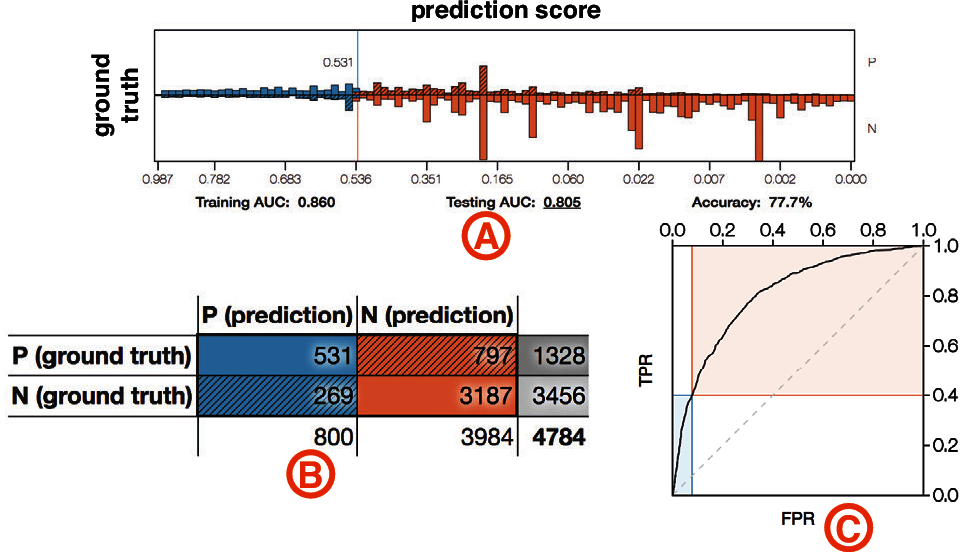 prediction score
ground
truth
0.531
P
N
0.987 0.782 0.683 0.536 0.351 0.165 0.060 0.022 0.007 0.002 0.000
Training AUC: 0.860 Testing AUC: 0.805 Accuracy: 77.7%
A
P (prediction) N (prediction)
P (ground truth) 531 797 1328
N (ground truth) 269 3187 3456
800 3984 4784
B
0.0 0.2 0.4 0.6 0.8 1.0
1.0
0.8
0.6
0.4
0.2
0.0
TPR
FPR
C